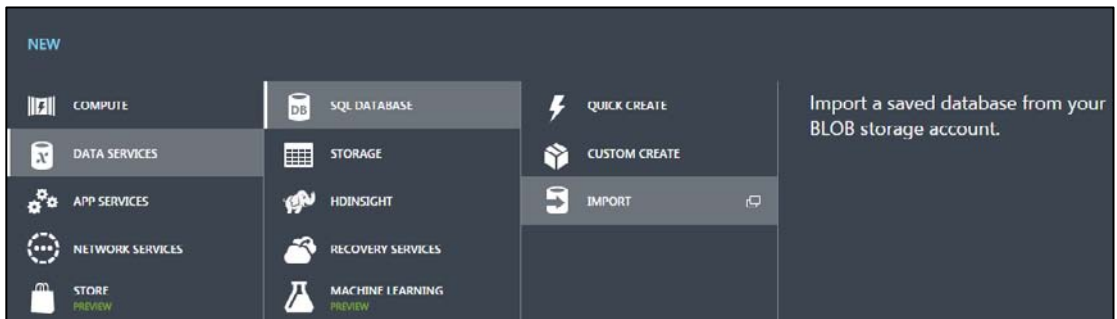 NEW
COMPUTE
DATA SERVICES
APP SERVICES
NETWORK SERVICES
STORE
PREVIEW
DB
SQL DATABASE
STORAGE
HDINSIGHT
RECOVERY SERVICES
MACHINE LEARNING
PREVIEW
QUICK CREATE
CUSTOM CREATE
IMPORT
Import a saved database from your
BLOB storage account.